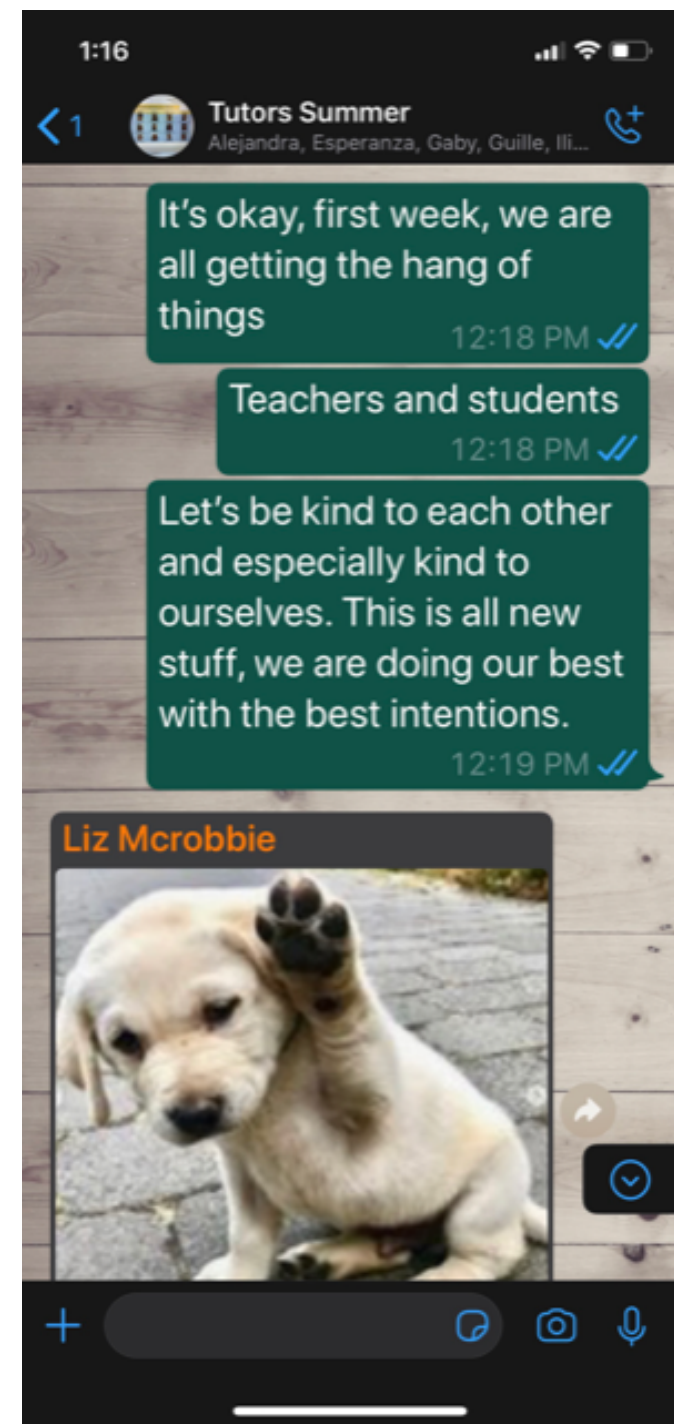 1:16
1
Tutors Summer
Alejandra, Esperanza, Gaby, Guille, Ili...
It’s okay, first week, we are
all getting the hang of
things
12:18 PM
Teachers and students
12:18 PM
Let’s be kind to each other
and especially kind to
ourselves. This is all new
stuff, we are doing our best
with the best intentions.
12:19 PM
Liz Mcrobbie